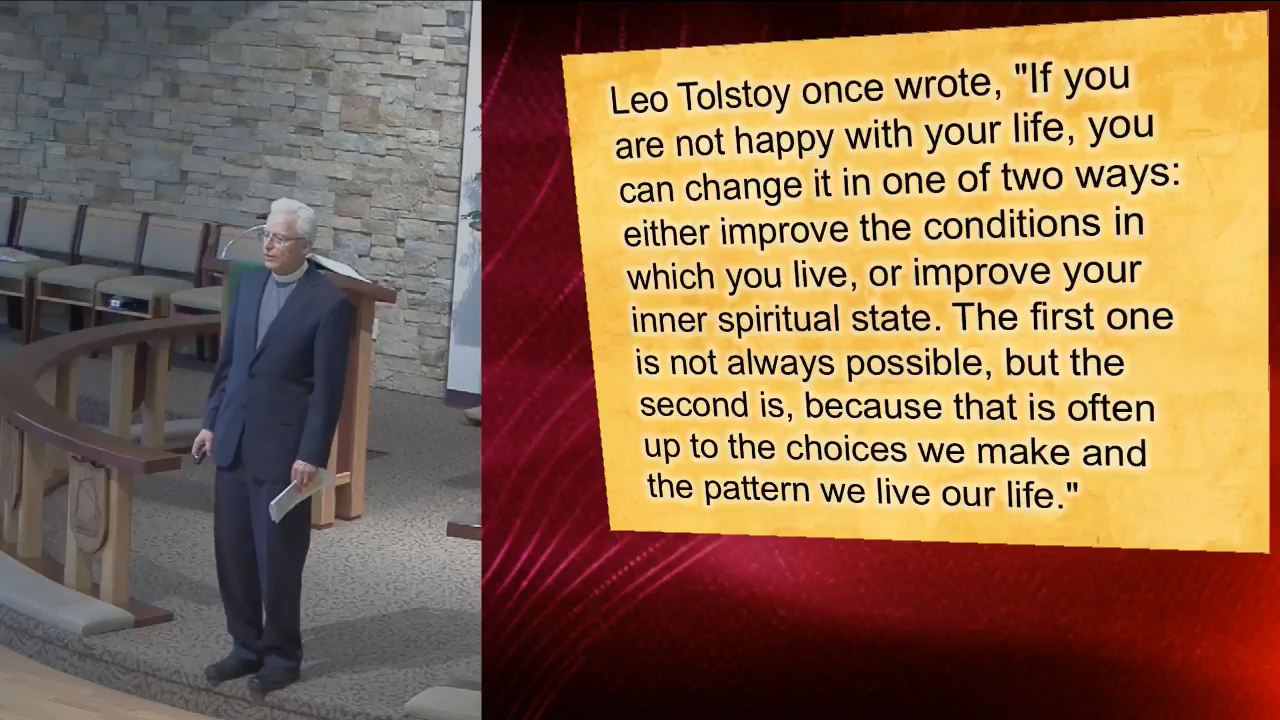 Leo Tolstoy once wrote, "If you
are not happy with your life, you
can change it in one of two ways:
either improve the conditions in
which you live, or improve your
inner spiritual state. The first one
is not always possible, but the
second is, because that is often
up to the choices we make and
the pattern we live our life."